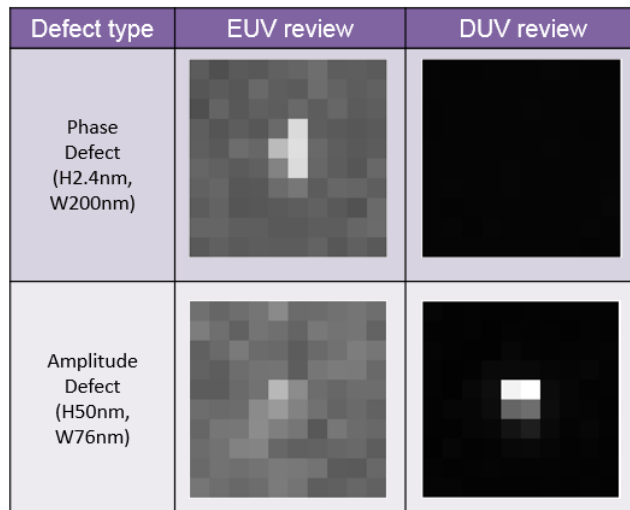 Defect type
EUV review
DUV review
Phase
Defect
(H2.4nm,
W200nm)
Amplitude
Defect
(H50nm,
W76nm)